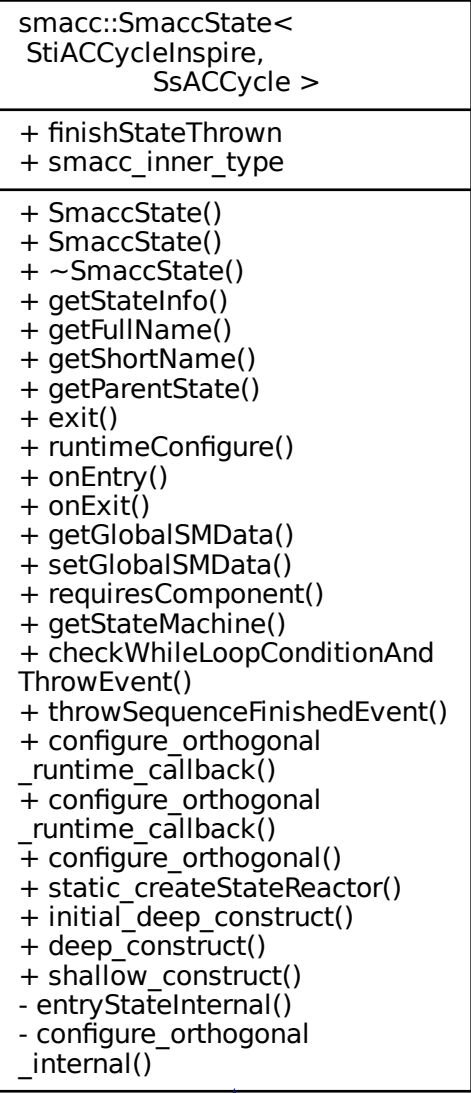 smacc::SmaccState<
StiACCycleInspire,
SsACCycle >
+ finishStateThrown
+ smacc_inner_type
+ SmaccState()
+ SmaccState()
+ ~SmaccState()
+ getStateInfo()
+ getFullName()
+ getShortName()
+ getParentState()
+ exit()
+ runtimeConfigure()
+ onEntry()
+ onExit()
+ getGlobalSMData()
+ setGlobalSMData()
+ requiresComponent()
+ getStateMachine()
+ checkWhileLoopConditionAnd
ThrowEvent()
+ throwSequenceFinishedEvent()
+ configure_orthogonal
_runtime_callback()
+ configure_orthogonal
_runtime_callback()
+ configure_orthogonal()
+ static_createStateReactor()
+ initial_deep_construct()
+ deep_construct()
+ shallow_construct()
- entryStateInternal()
- configure_orthogonal
_internal()